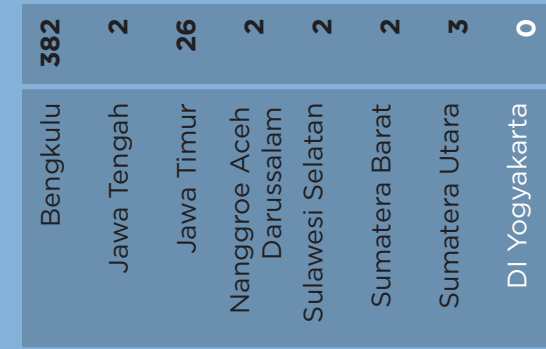 382
Bengkulu
2
Jawa Tengah
26
Jawa Timur
2
Nanggroe Aceh
Darussalam
2
Sulawesi Selatan
2
Sumatera Barat
3
Sumatera Utara
0
DI Yogyakarta